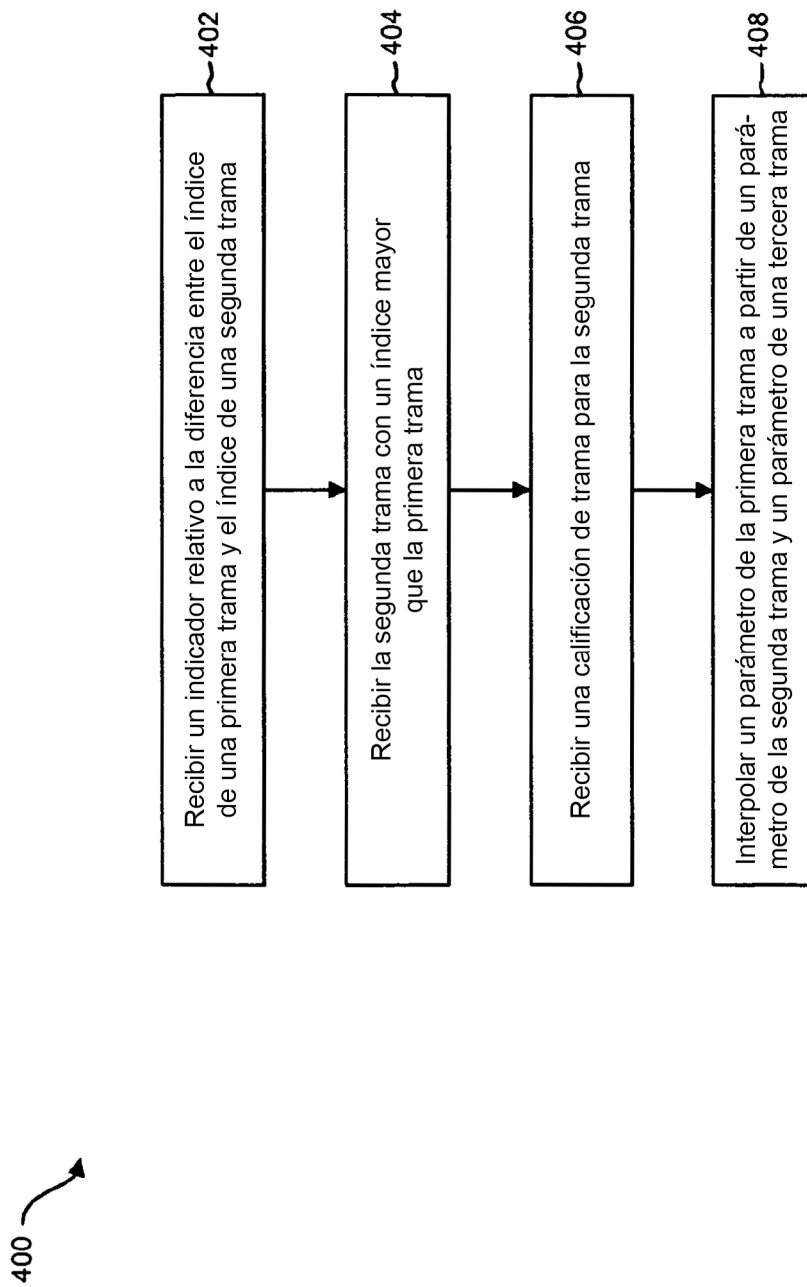 400
402
Recibir un indicador relativo a la diferencia entre el índice
de una primera trama y el índice de una segunda trama
404
Recibir la segunda trama con un índice mayor
que la primera trama
406
Recibir una calificación de trama para la segunda trama
408
Interpolar un parámetro de la primera trama a partir de un pará-
metro de la segunda trama y un parámetro de una tercera trama